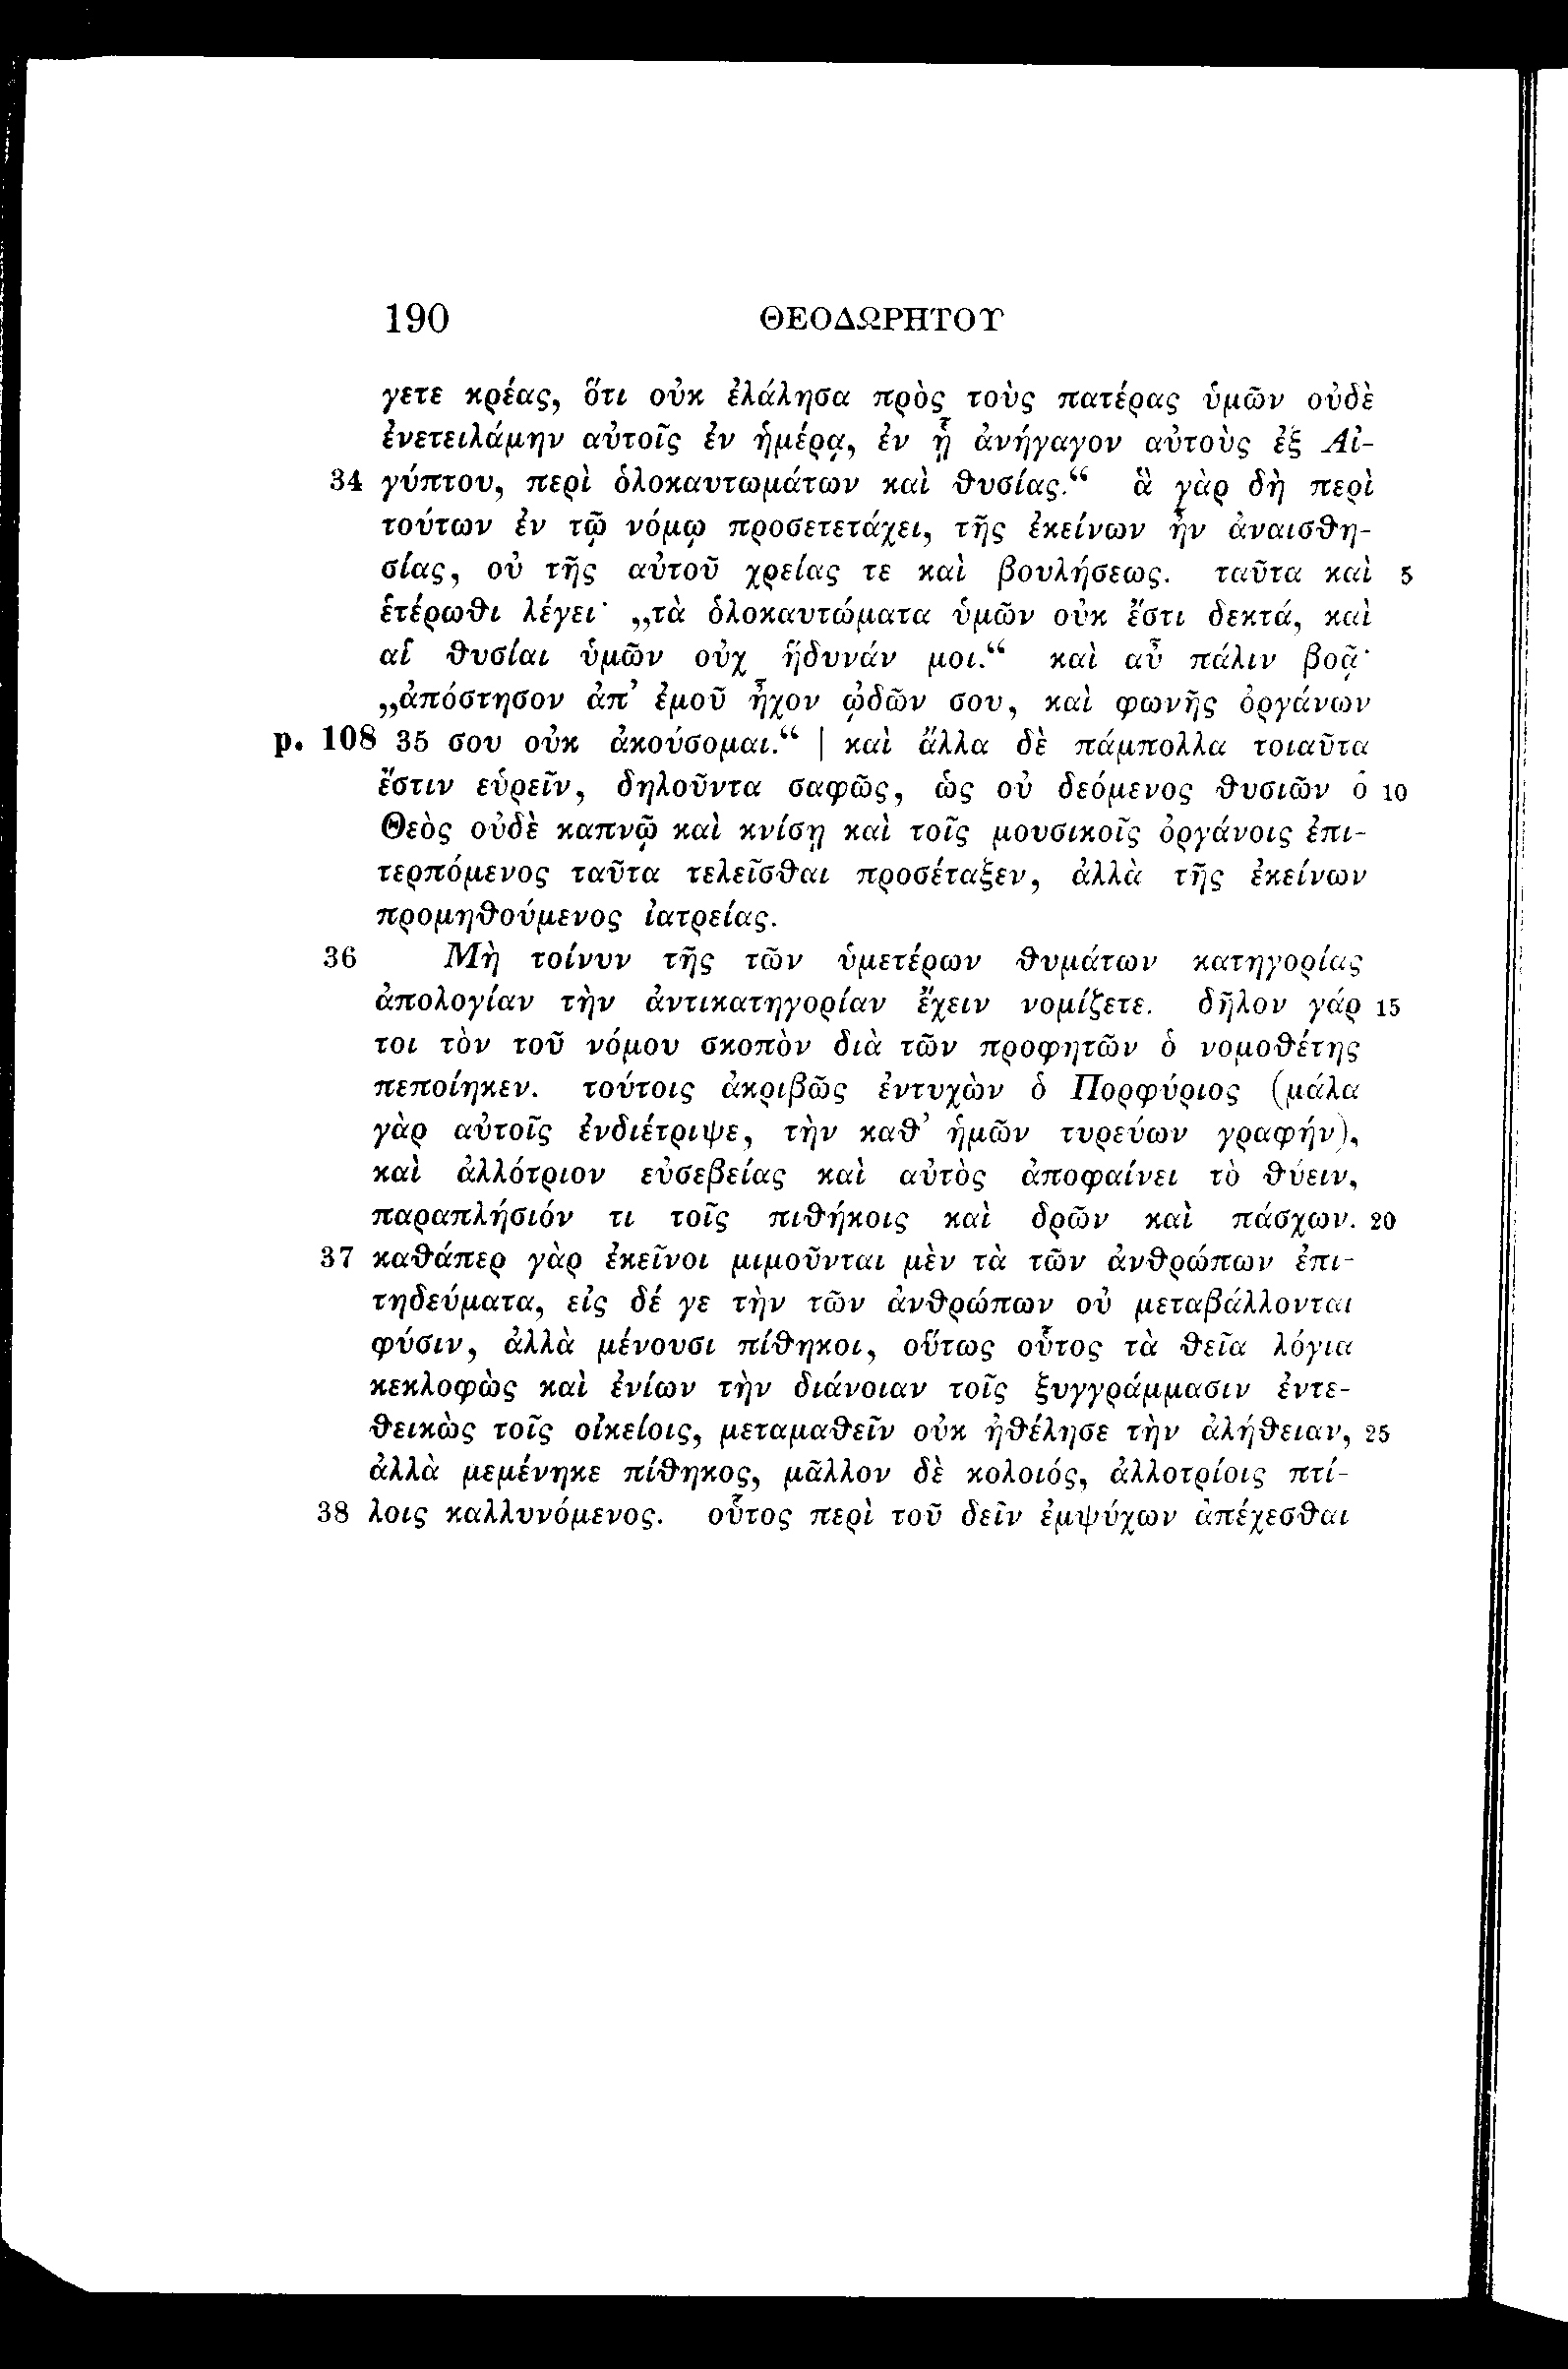 190 ΘΕΟΔΩΡΗΤΟΥ
γετε κρέας, ὅτι οὐκ ἐλάλησα πρὸς τοὺς πατέρας ὑμῶν οὐδὲ
ἐνετειλάμην αὐτοῖς ἐν ἡμέρᾳ, ἐν ᾗ ἀνήγαγον αὐτοὺς ἐξ Αἰ-
34 γύπτου, περὶ ὁλοκαυτωμάτων καὶ θυσίας.“ ἃ γὰρ δὴ περὶ
τούτων ἐν τῷ νόμῳ προσετετάχει, τῆς ἐκείνων ἦν ἀναισθη-
σίας, οὐ τῆς αὐτοῦ χρείας τε καὶ βουλήσεως. ταῦτα καὶ 5
ἑτέρωθι λέγει· „τὰ ὁλοκαυτώματα ὑμῶν οὐκ ἔστι δεκτά, καὶ
αἱ θυσίαι ὑμῶν οὐχ ἥδυνάν μοι.“ καὶ αὖ πάλιν βοᾷ·
„ἀπόστησον ἀπ’ ἐμοῦ ἦχον ᾠδῶν σου, καὶ φωνῆς ὀργάνων
p. 108 35 σου οὐκ ἀκούσομαι.“ | καὶ ἄλλα δὲ πάμπολλα τοιαῦτα
ἔστιν εὑρεῖν, δηλοῦντα σαφῶς, ὡς οὐ δεόμενος θυσιῶν ὁ 10
Θεὸς οὐδὲ καπνῷ καὶ κνίσῃ καὶ τοῖς μουσικοῖς ὀργάνοις ἐπι-
τερπόμενος ταῦτα τελεῖσθαι προσέταξεν, ἀλλὰ τῆς ἐκείνων
προμηθούμενος ἰατρείας.
36 Μὴ τοίνυν τῆς τῶν ὑμετέρων θυμάτων κατηγορίας
ἀπολογίαν τὴν ἀντικατηγορίαν ἔχειν νομίζετε. δῆλον γάρ 15
τοι τὸν τοῦ νόμου σκοπὸν διὰ τῶν προφητῶν ὁ νομοθέτης
πεποίηκεν. τούτοις ἀκριβῶς ἐντυχὼν ὁ Πορφύριος (μάλα
γὰρ αὐτοῖς ἐνδιέτριψε, τὴν καθ’ ἡμῶν τυρεύων γραφήν),
καὶ ἀλλότριον εὐσεβείας καὶ αὐτὸς ἀποφαίνει τὸ θύειν,
παραπλήσιόν τι τοῖς πιθήκοις καὶ δρῶν καὶ πάσχων. 20
37 καθάπερ γὰρ ἐκεῖνοι μιμοῦνται μὲν τὰ τῶν ἀνθρώπων ἐπι-
τηδεύματα, εἰς δέ γε τὴν τῶν ἀνθρώπων οὐ μεταβάλλονται
φύσιν, ἀλλὰ μένουσι πίθηκοι, οὕτως οὗτος τὰ θεῖα λόγια
κεκλοφὼς καὶ ἐνίων τὴν διάνοιαν τοῖς ξυγγράμμασιν ἐντε-
θεικὼς τοῖς οἰκείοις, μεταμαθεῖν οὐκ ἠθέλησε τὴν ἀλήθειαν, 25
ἀλλὰ μεμένηκε πίθηκος, μᾶλλον δὲ κολοιός, ἀλλοτρίοις πτί-
38 λοις καλλυνόμενος. οὗτος περὶ τοῦ δεῖν ἐμψύχων ἀπέχεσθαι